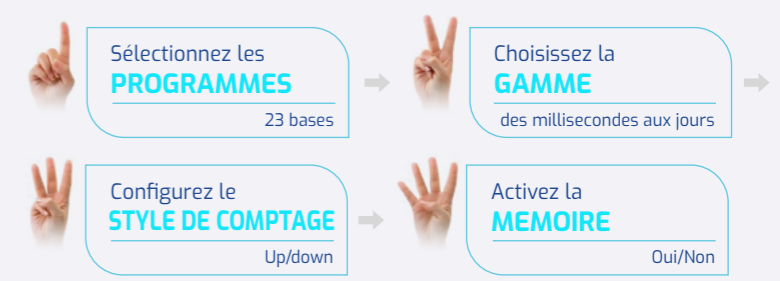 Sélectionnez les
PROGRAMMES
23 bases
Choisissez la
GAMME
des millisecondes aux jours
Configurez le
STYLE DE COMPTAGE
Up/down
Activez la
MEMOIRE
Oui/Non